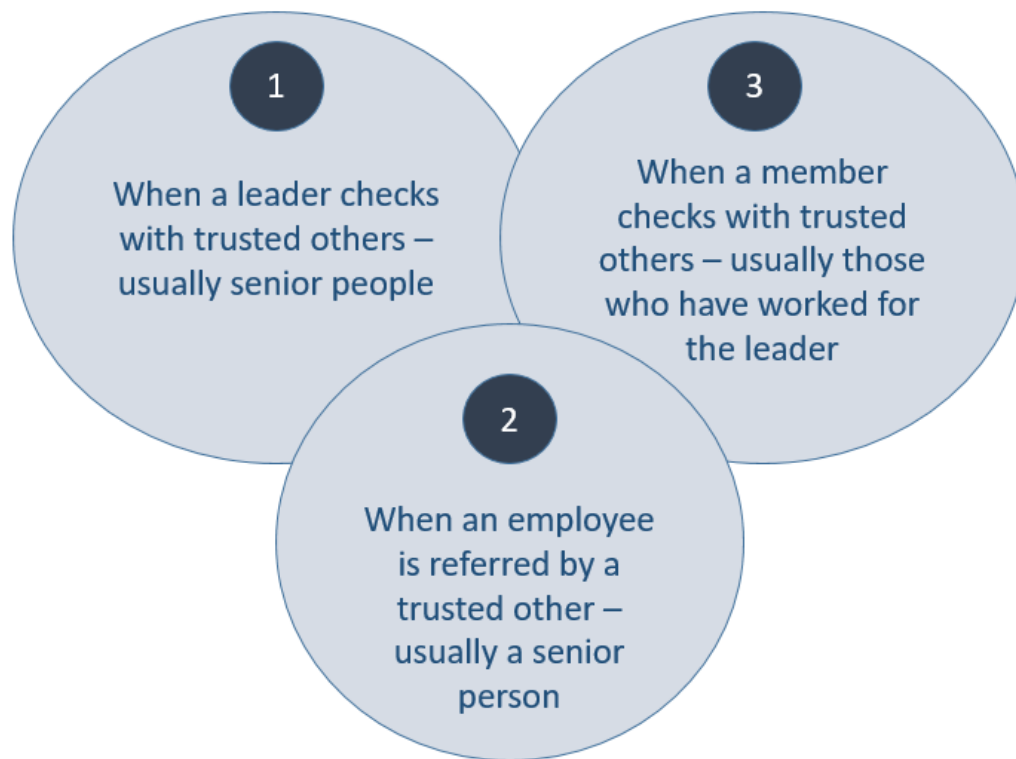 1
When a leader checks
with trusted others –
usually senior people
3
When a member
checks with trusted
others – usually those
who have worked for
the leader
2
When an employee
is referred by a
trusted other –
usually a senior
person